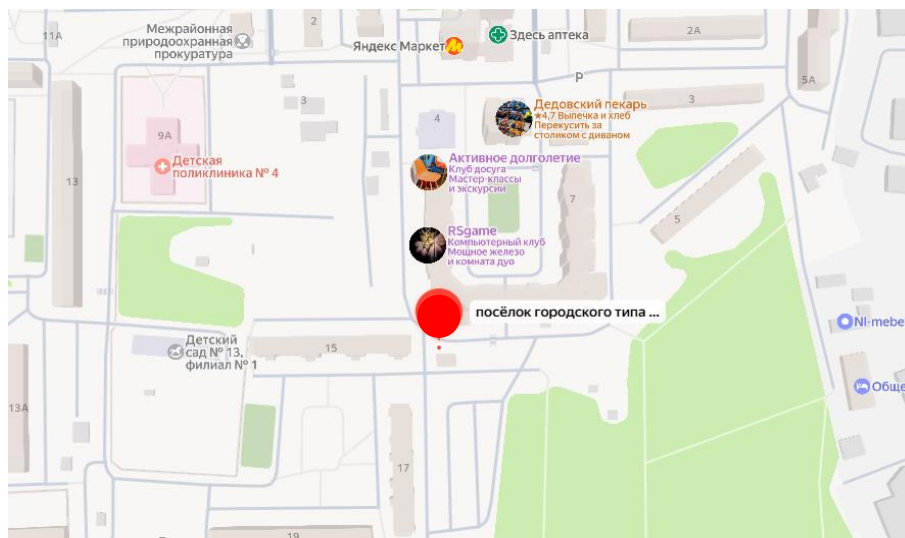 11А
Межрайонная
природоохранная
прокуратура
2
Яндекс Маркет
Здесь аптека
2А
5А
P
9А
Детская
поликлиника № 4
13
3
4
Дедовский пекарь
★4,7 Выпечка и хлеб
Перекусить за
столиком с диваном
3
Активное долголетие
Клуб досуга
Мастер-классы
и экскурсии
7
5
RSgame
Компьютерный клуб
Мощное железо
и комната дуо
посёлок городского типа ...
NI-mebe
Детский
сад № 13,
филиал № 1
15
Обще
13А
17
19